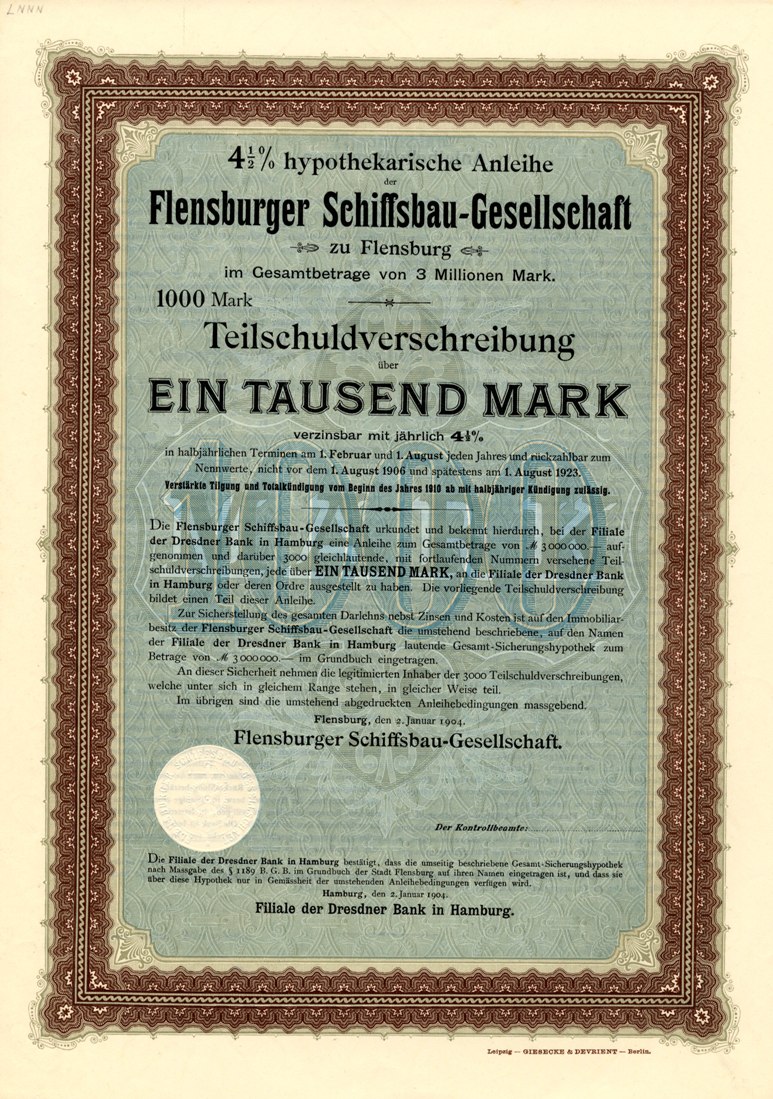 LNNN
4½% hypothekarische Anleihe
der
Flensburger Schiffsbau-Gesellschaft
zu Flensburg
im Gesamtbetrage von 3 Millionen Mark.
1000 Mark
Teilschuldverschreibung
über
EIN TAUSEND MARK
verzinsbar mit jährlich 4½%
in halbjährlichen Terminen am 1. Februar und 1. August jeden Jahres und rückzahlbar zum
Nennwerte, nicht vor dem 1. August 1906 und spätestens am 1. August 1923.
Verstärkte Tilgung und Totalkündigung vom Beginn des Jahres 1910 ab mit halbjähriger Kündigung zulässig.
1000
Die Flensburger Schiffsbau-Gesellschaft urkundet und bekennt hierdurch, bei der Filiale
der Dresdner Bank in Hamburg eine Anleihe zum Gesamtbetrage von ℳ 3 000 000.— auf-
genommen und darüber 3000 gleichlautende, mit fortlaufenden Nummern versehene Teil-
schuldverschreibungen, jede über EIN TAUSEND MARK, an die Filiale der Dresdner Bank
in Hamburg oder deren Ordre ausgestellt zu haben. Die vorliegende Teilschuldverschreibung
bildet einen Teil dieser Anleihe.
Zur Sicherstellung des gesamten Darlehns nebst Zinsen und Kosten ist auf den Immobiliar-
besitz der Flensburger Schiffsbau-Gesellschaft die umstehend beschriebene, auf den Namen
der Filiale der Dresdner Bank in Hamburg lautende Gesamt-Sicherungshypothek zum
Betrage von ℳ 3 000 000.— im Grundbuch eingetragen.
An dieser Sicherheit nehmen die legitimierten Inhaber der 3000 Teilschuldverschreibungen,
welche unter sich in gleichem Range stehen, in gleicher Weise teil.
Im übrigen sind die umstehend abgedruckten Anleihebedingungen massgebend.
Flensburg, den 2. Januar 1904.
Flensburger Schiffsbau-Gesellschaft.
Der Kontrollbeamte:
Die Filiale der Dresdner Bank in Hamburg bestätigt, dass die umseitig beschriebene Gesamt-Sicherungshypothek
nach Massgabe des § 1189 B. G. B. im Grundbuch der Stadt Flensburg auf ihren Namen eingetragen ist, und dass sie
über diese Hypothek nur in Gemässheit der umstehenden Anleihebedingungen verfügen wird.
Hamburg, den 2. Januar 1904.
Filiale der Dresdner Bank in Hamburg.
Leipzig — GIESECKE & DEVRIENT — Berlin.